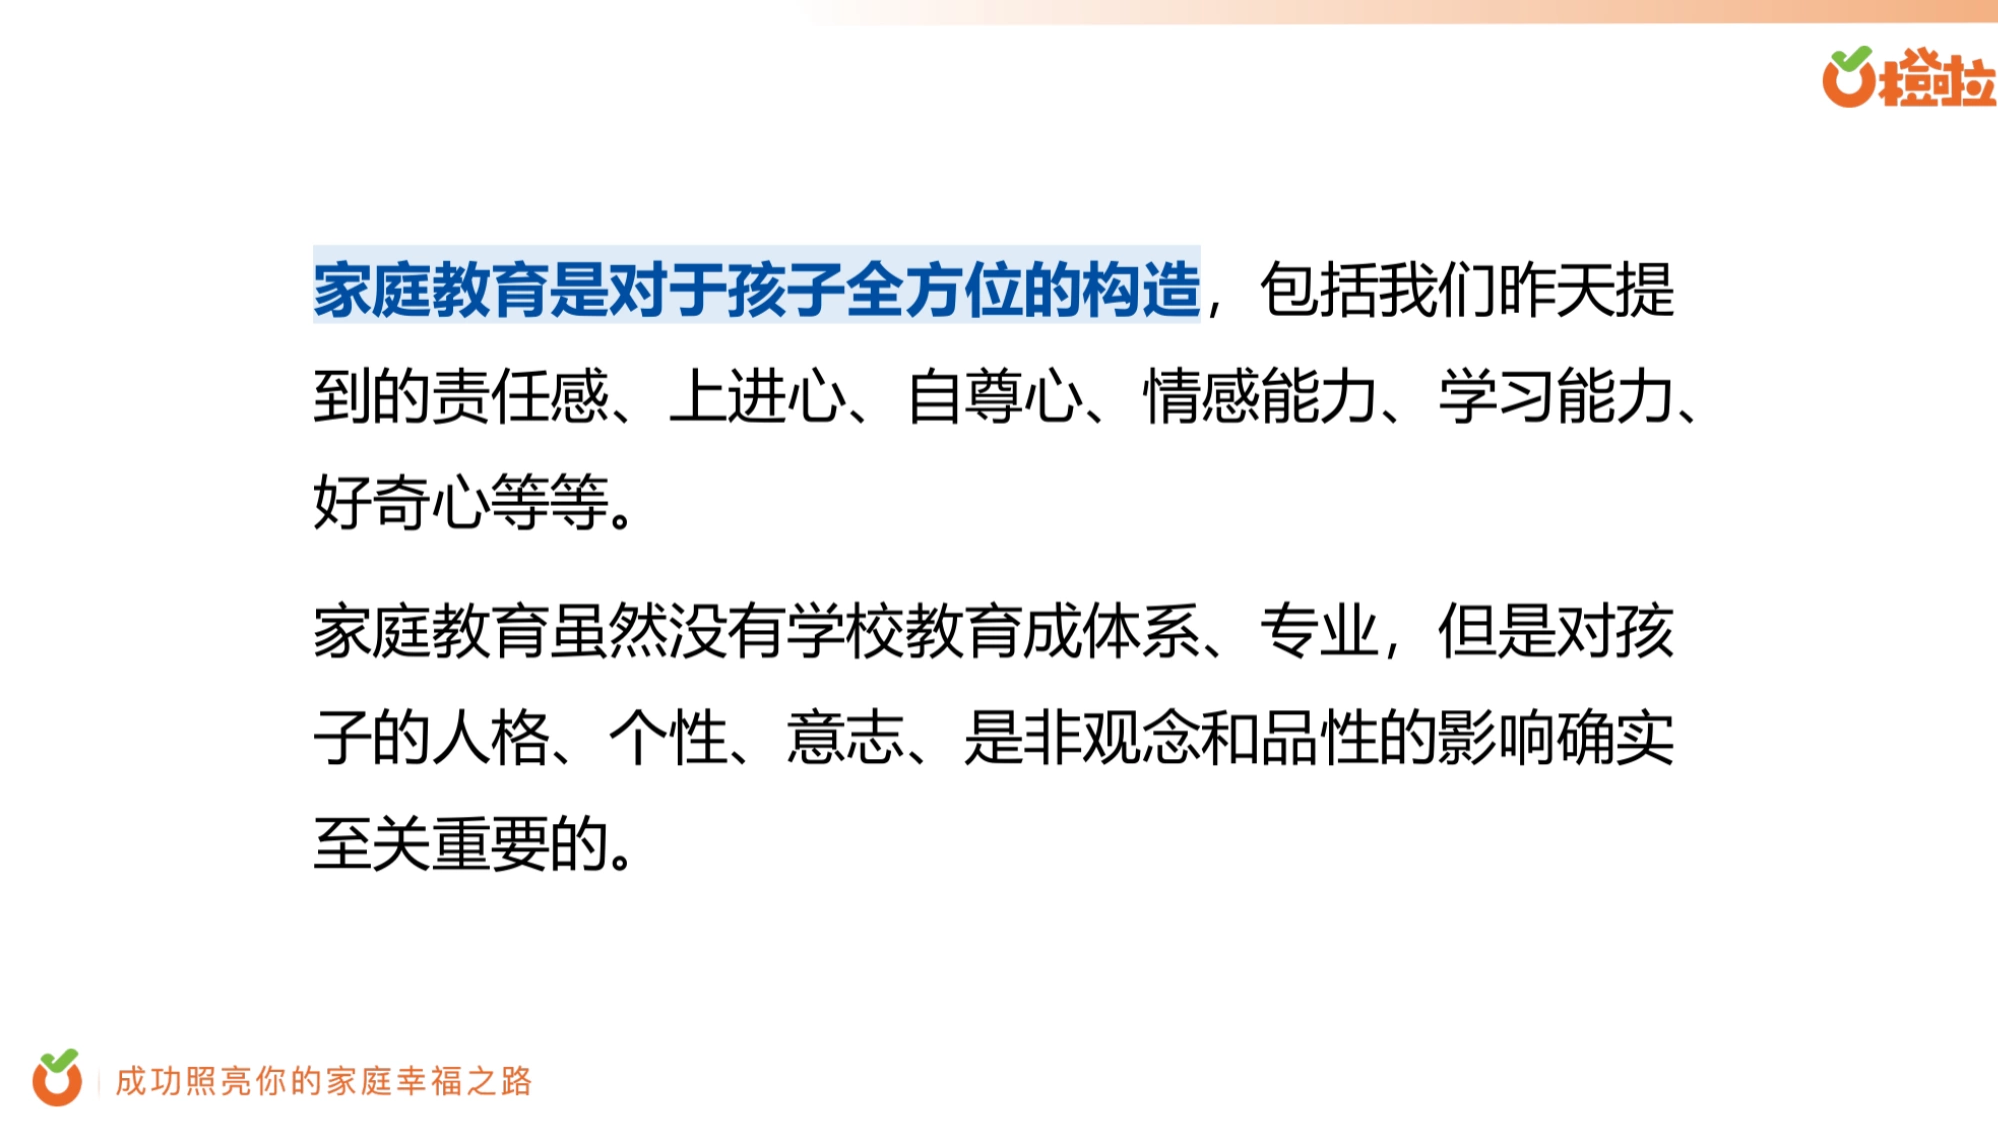 橙啦
家庭教育是对于孩子全方位的构造，包括我们昨天提
到的责任感、上进心、自尊心、情感能力、学习能力、
好奇心等等。
家庭教育虽然没有学校教育成体系、专业，但是对孩
子的人格、个性、意志、是非观念和品性的影响确实
至关重要的。
成功照亮你的家庭幸福之路